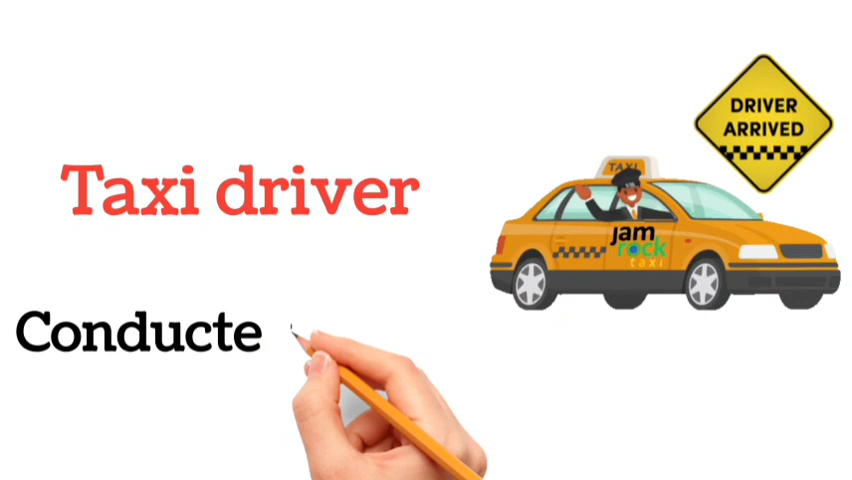 DRIVER
ARRIVED
TAXI
Taxi driver
jam
rock
taxi
Conducte